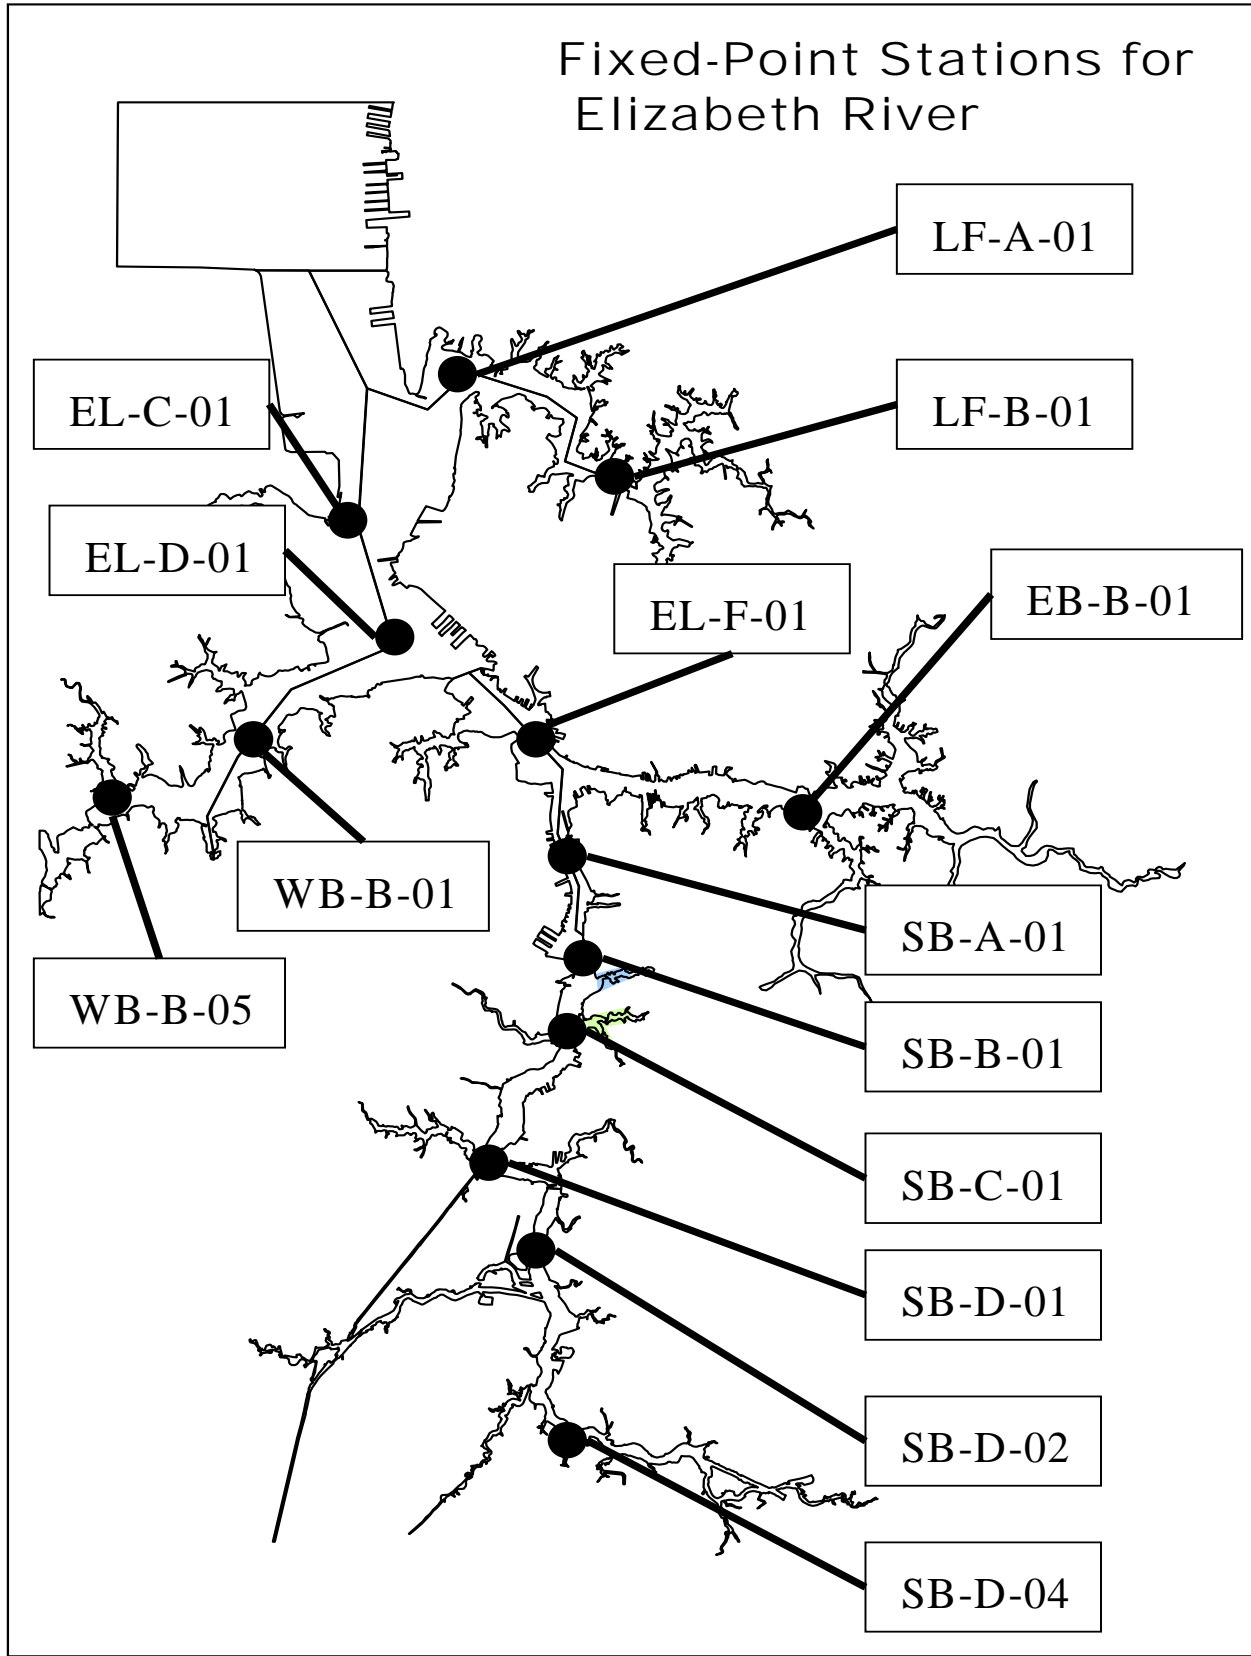 Fixed-Point Stations for
Elizabeth River
LF-A-01
EL-C-01
LF-B-01
EL-D-01
EL-F-01
EB-B-01
WB-B-01
SB-A-01
WB-B-05
SB-B-01
SB-C-01
SB-D-01
SB-D-02
SB-D-04